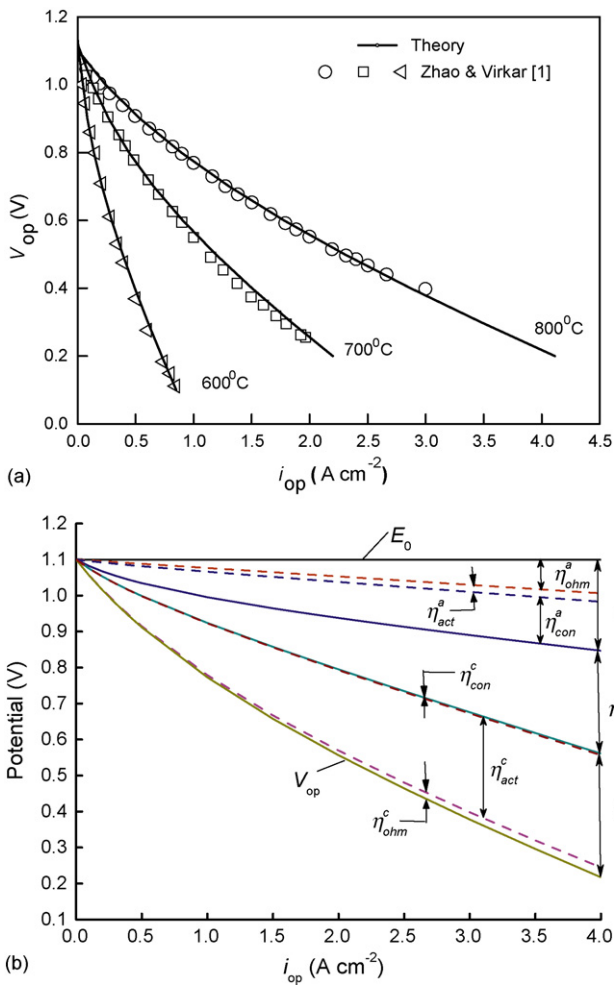 1.2
1.0
0.8
0.6
0.4
0.2
0.0
V_op (V)
Theory
Zhao & Virkar [1]
800⁰C
700⁰C
600⁰C
0.0 0.5 1.0 1.5 2.0 2.5 3.0 3.5 4.0 4.5
i_op (A cm⁻²)
(a)
1.2
1.1
1.0
0.9
0.8
0.7
0.6
0.5
0.4
0.3
0.2
0.1
Potential (V)
E₀
η^a_ohm
η^a_act
η^a_con
η^c_con
η^c_act
V_op
η^c_ohm
0.0 0.5 1.0 1.5 2.0 2.5 3.0 3.5 4.0
i_op (A cm⁻²)
(b)